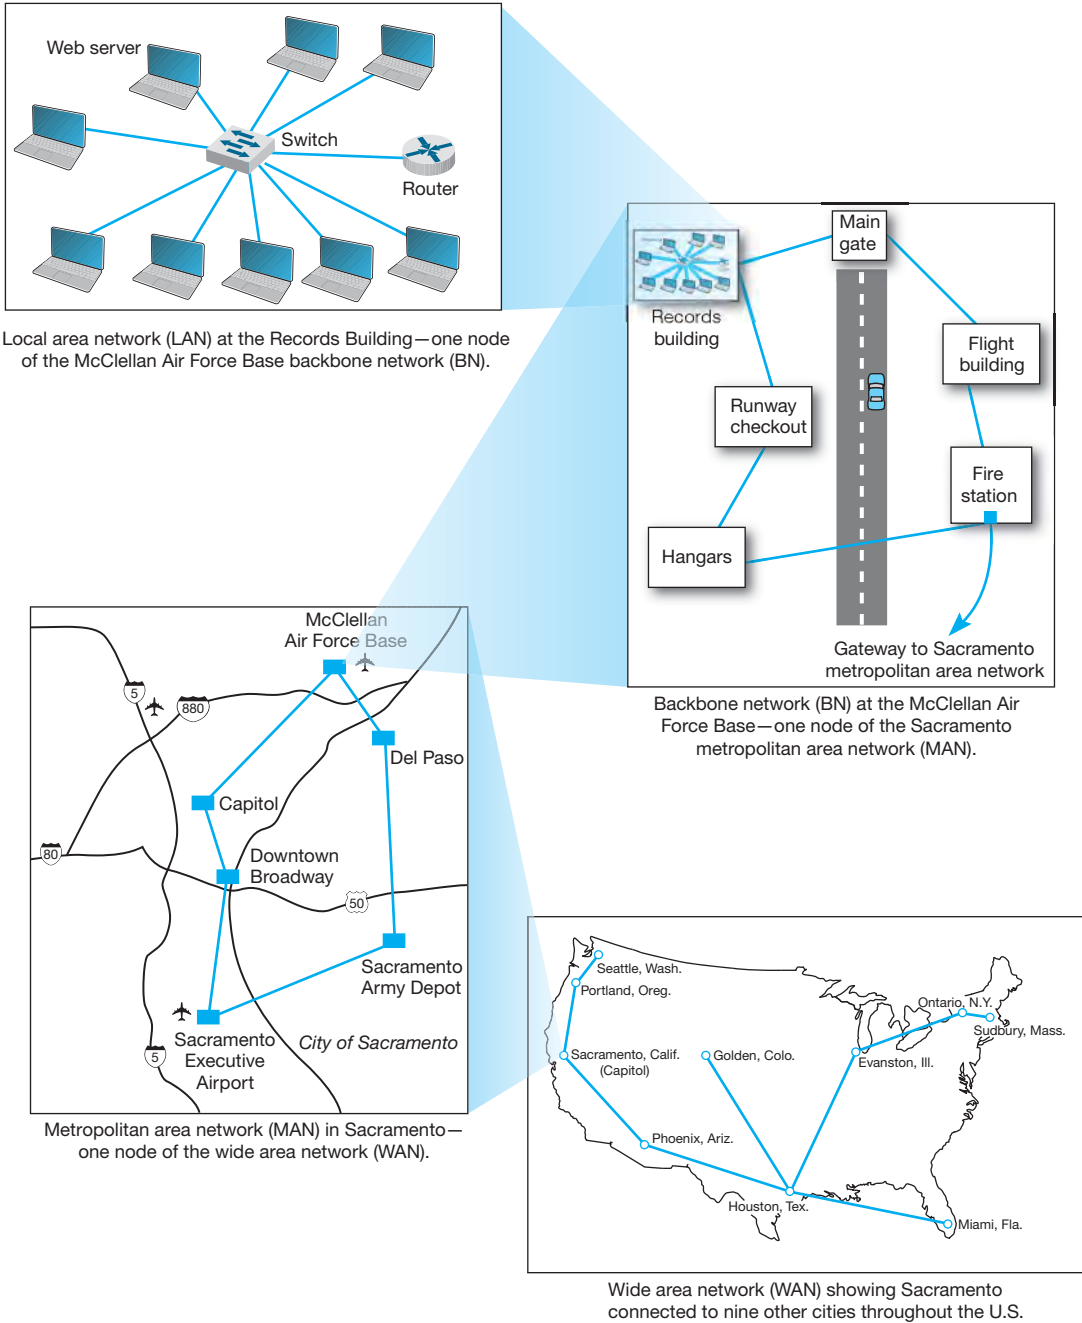 Web server
Switch
Router
Local area network (LAN) at the Records Building—one node
of the McClellan Air Force Base backbone network (BN).
Main
gate
Records
building
Flight
building
Runway
checkout
Fire
station
Hangars
Gateway to Sacramento
metropolitan area network
Backbone network (BN) at the McClellan Air
Force Base—one node of the Sacramento
metropolitan area network (MAN).
McClellan
Air Force Base
5
880
Del Paso
Capitol
80
Downtown
Broadway
50
Sacramento
Army Depot
Sacramento
Executive
Airport
City of Sacramento
5
Metropolitan area network (MAN) in Sacramento—
one node of the wide area network (WAN).
Seattle, Wash.
Portland, Oreg.
Ontario, N.Y.
Sudbury, Mass.
Sacramento, Calif.
(Capitol)
Golden, Colo.
Evanston, Ill.
Phoenix, Ariz.
Houston, Tex.
Miami, Fla.
Wide area network (WAN) showing Sacramento
connected to nine other cities throughout the U.S.